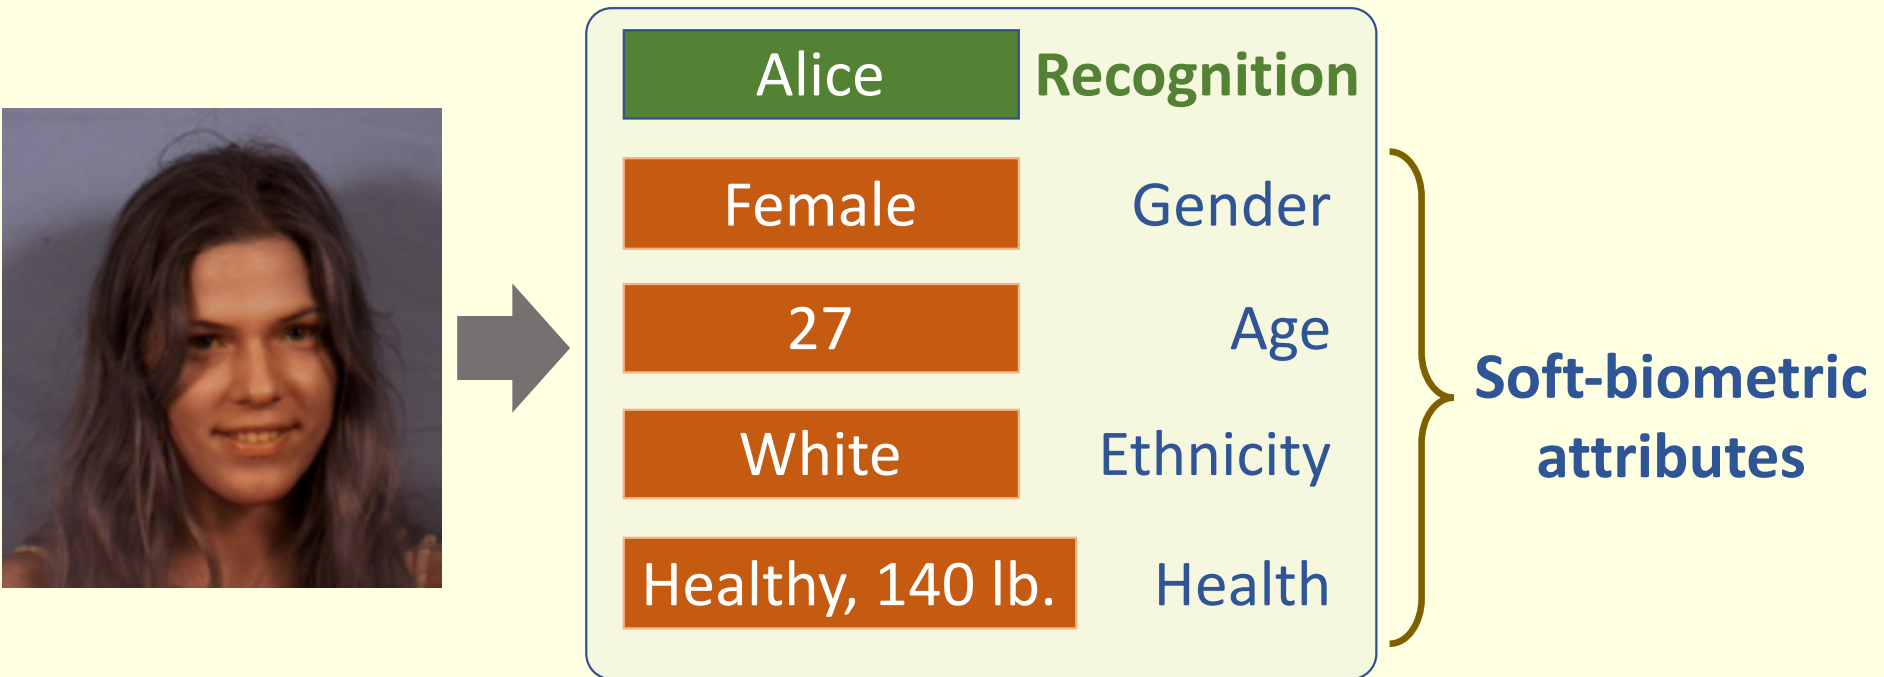 Alice Recognition
Female Gender
27 Age
White Ethnicity
Healthy, 140 lb. Health
Soft-biometric
attributes